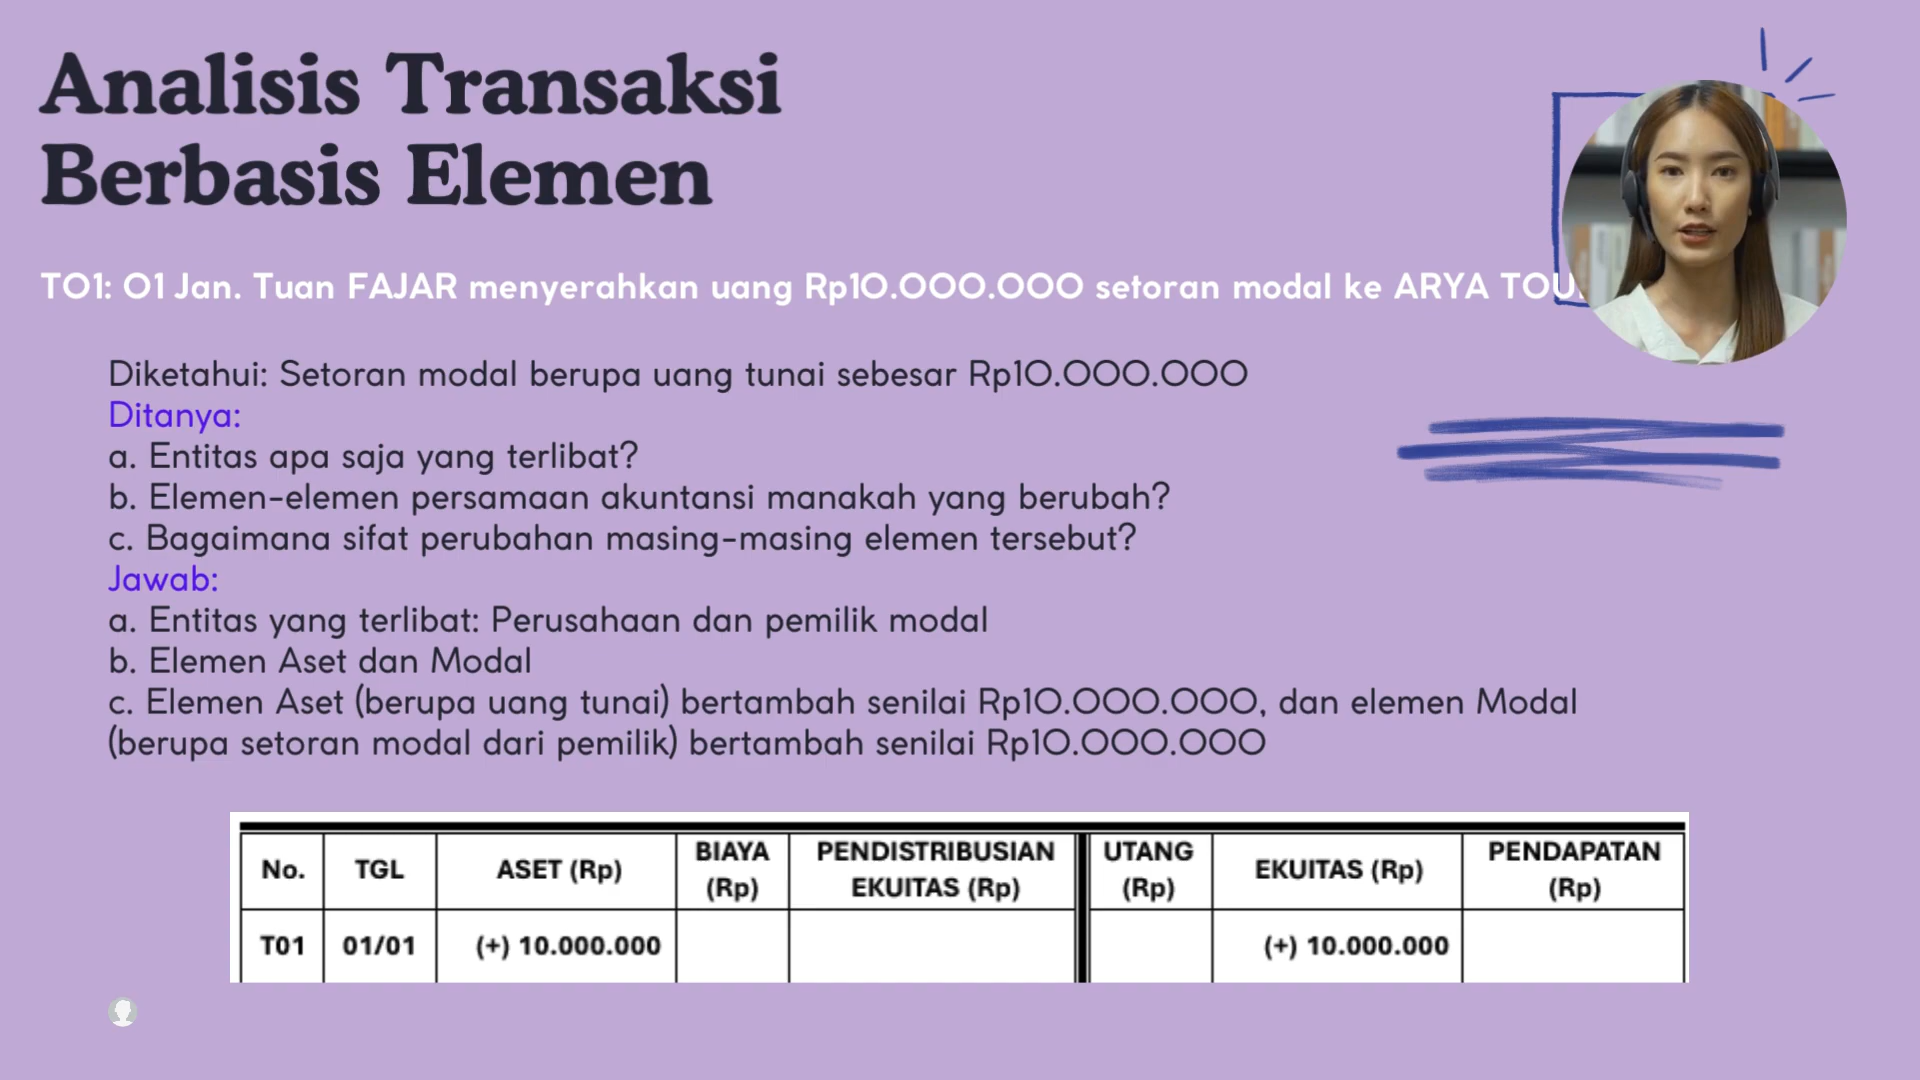 Analisis Transaksi
Berbasis Elemen
TO1: 01 Jan. Tuan FAJAR menyerahkan uang Rp10.000.000 setoran modal ke ARYA
Diketahui: Setoran modal berupa uang tunai sebesar Rp10.000.000
Ditanya:
a. Entitas apa saja yang terlibat?
b. Elemen-elemen persamaan akuntansi manakah yang berubah?
c. Bagaimana sifat perubahan masing-masing elemen tersebut?
Jawab:
a. Entitas yang terlibat: Perusahaan dan pemilik modal
b. Elemen Aset dan Modal
c. Elemen Aset (berupa uang tunai) bertambah senilai Rp10.000.000, dan elemen Modal
(berupa setoran modal dari pemilik) bertambah senilai Rp10.000.000
No. TGL ASET (Rp) BIAYA (Rp) PENDISTRIBUSIAN EKUITAS (Rp) UTANG (Rp) EKUITAS (Rp) PENDAPATAN (Rp)
T01 01/01 (+) 10.000.000 (+) 10.000.000